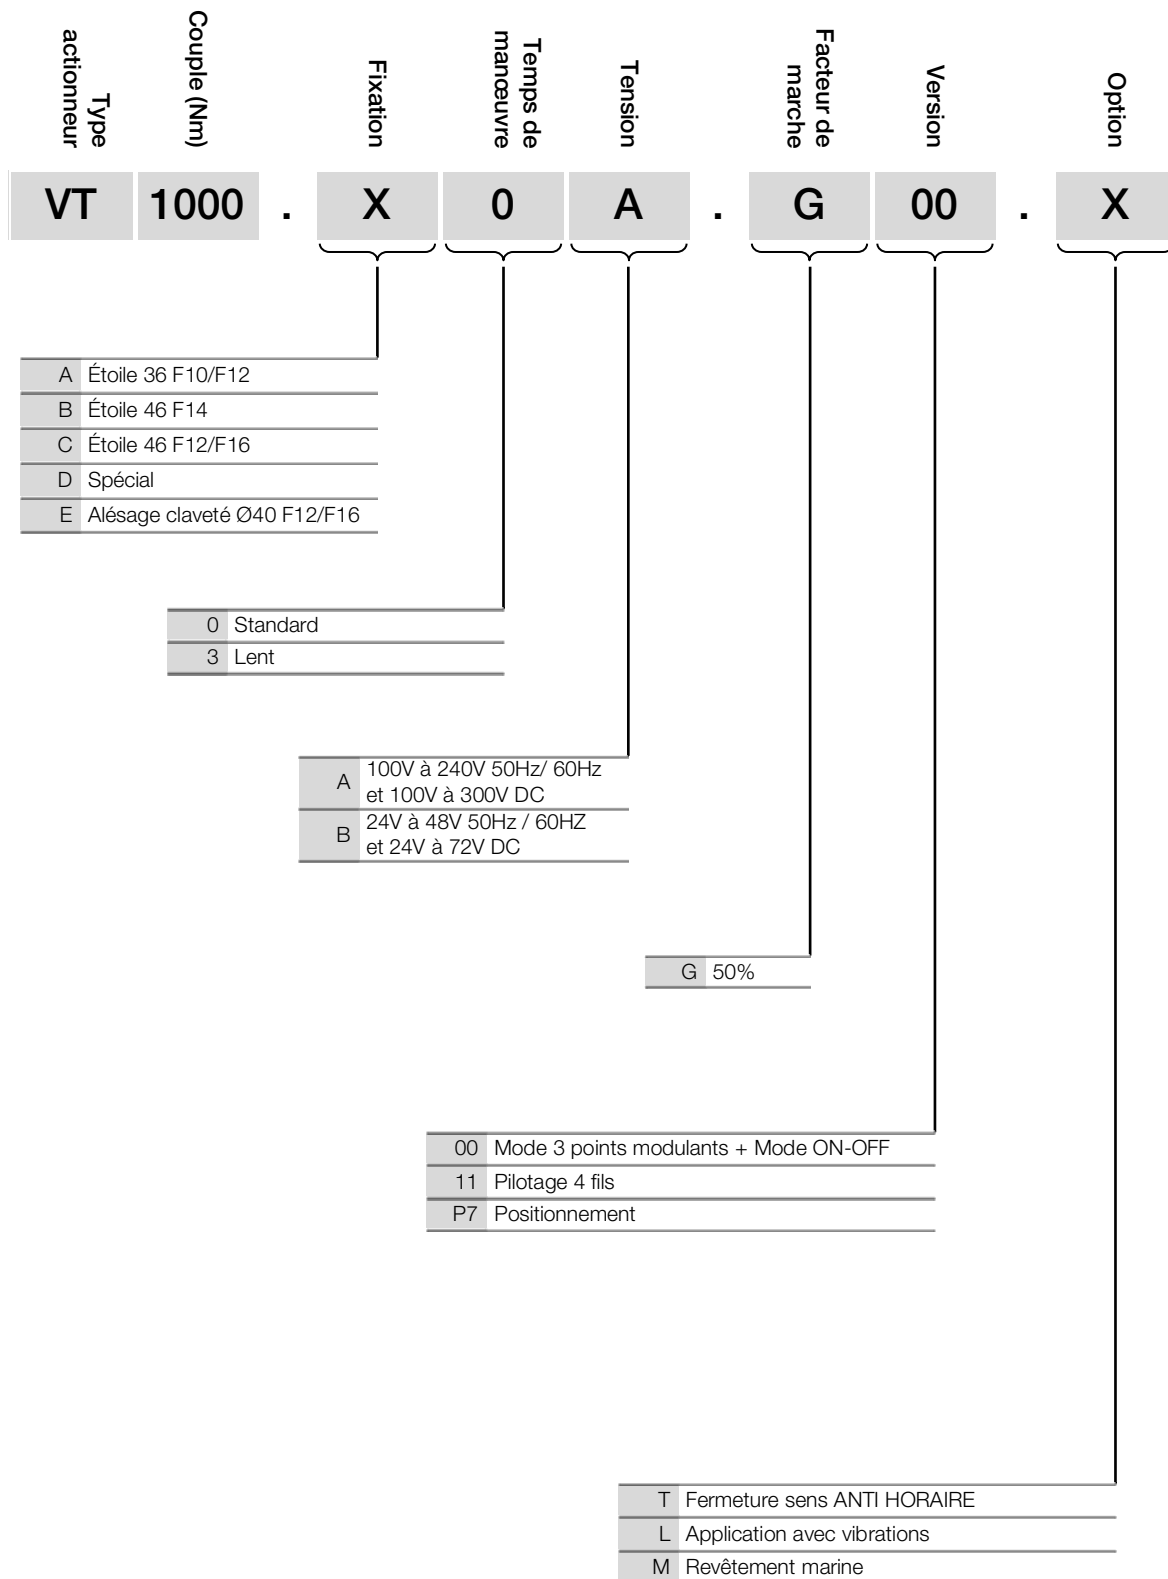 Type
actionneur
Couple (Nm)
Fixation
Temps de
manœuvre
Tension
Facteur de
marche
Version
Option
VT 1000 . X 0 A . G 00 . X
A Étoile 36 F10/F12
B Étoile 46 F14
C Étoile 46 F12/F16
D Spécial
E Alésage claveté Ø40 F12/F16
0 Standard
3 Lent
A 100V à 240V 50Hz/ 60Hz
et 100V à 300V DC
B 24V à 48V 50Hz / 60HZ
et 24V à 72V DC
G 50%
00 Mode 3 points modulants + Mode ON-OFF
11 Pilotage 4 fils
P7 Positionnement
T Fermeture sens ANTI HORAIRE
L Application avec vibrations
M Revêtement marine